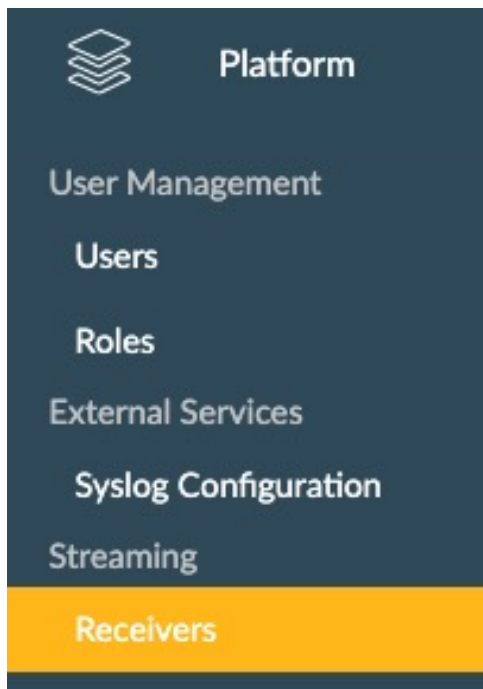 Platform
User Management
Users
Roles
External Services
Syslog Configuration
Streaming
Receivers